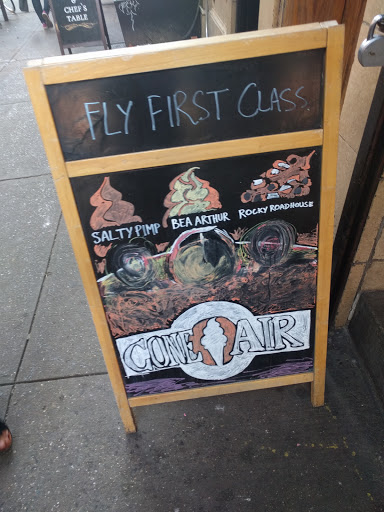 CHEF'S
TABLE
FLY FIRST CLASS
SALTY PIMP
BEA ARTHUR
ROCKY ROADHOUSE
CONE AIR